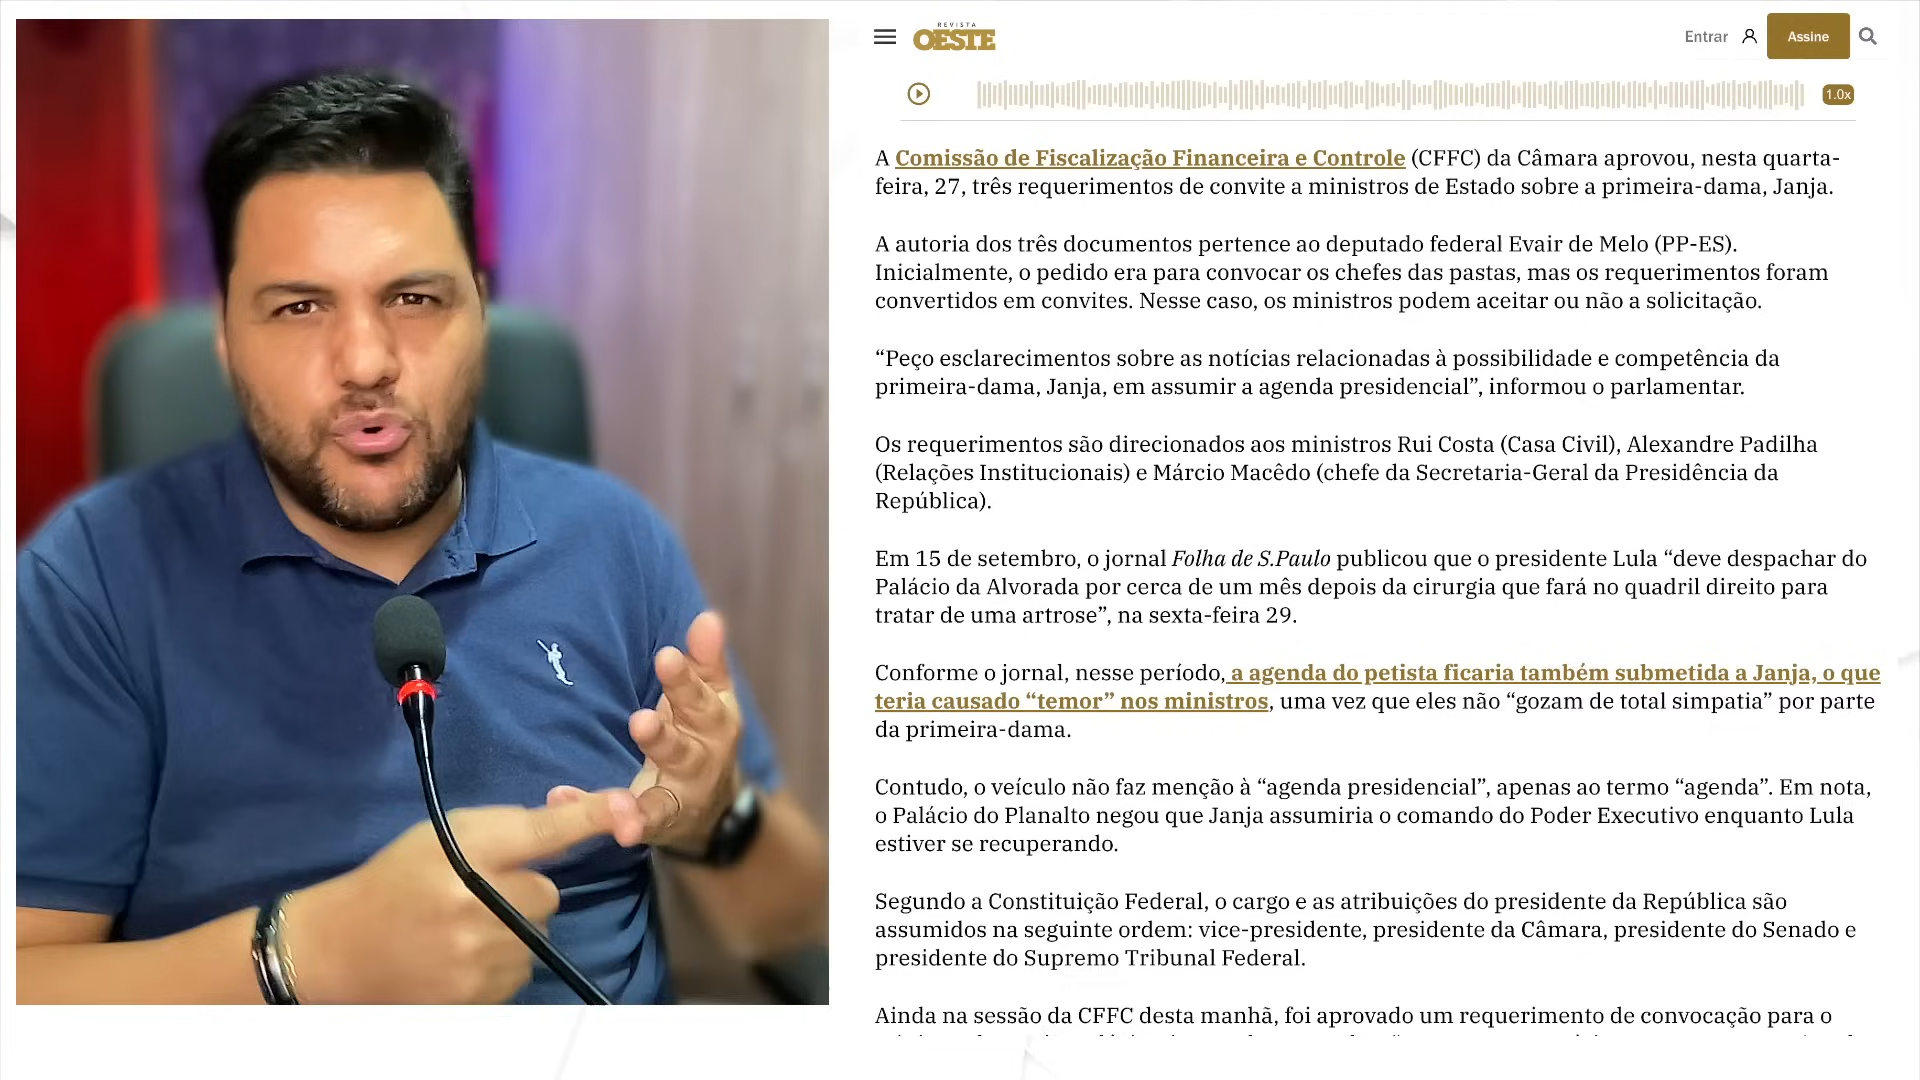 REVISTA
OESTE
Entrar
Assine
1.0x
A Comissão de Fiscalização Financeira e Controle (CFFC) da Câmara aprovou, nesta quarta-
feira, 27, três requerimentos de convite a ministros de Estado sobre a primeira-dama, Janja.
A autoria dos três documentos pertence ao deputado federal Evair de Melo (PP-ES).
Inicialmente, o pedido era para convocar os chefes das pastas, mas os requerimentos foram
convertidos em convites. Nesse caso, os ministros podem aceitar ou não a solicitação.
“Peço esclarecimentos sobre as notícias relacionadas à possibilidade e competência da
primeira-dama, Janja, em assumir a agenda presidencial”, informou o parlamentar.
Os requerimentos são direcionados aos ministros Rui Costa (Casa Civil), Alexandre Padilha
(Relações Institucionais) e Márcio Macêdo (chefe da Secretaria-Geral da Presidência da
República).
Em 15 de setembro, o jornal Folha de S.Paulo publicou que o presidente Lula “deve despachar do
Palácio da Alvorada por cerca de um mês depois da cirurgia que fará no quadril direito para
tratar de uma artrose”, na sexta-feira 29.
Conforme o jornal, nesse período, a agenda do petista ficaria também submetida a Janja, o que
teria causado “temor” nos ministros, uma vez que eles não “gozam de total simpatia” por parte
da primeira-dama.
Contudo, o veículo não faz menção à “agenda presidencial”, apenas ao termo “agenda”. Em nota,
o Palácio do Planalto negou que Janja assumiria o comando do Poder Executivo enquanto Lula
estiver se recuperando.
Segundo a Constituição Federal, o cargo e as atribuições do presidente da República são
assumidos na seguinte ordem: vice-presidente, presidente da Câmara, presidente do Senado e
presidente do Supremo Tribunal Federal.
Ainda na sessão da CFFC desta manhã, foi aprovado um requerimento de convocação para o